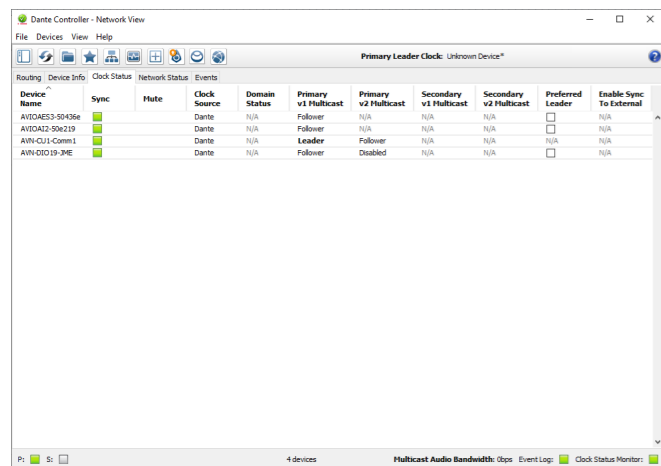 Dante Controller - Network View
File Devices View Help
Primary Leader Clock: Unknown Device*
Routing Device Info Clock Status Network Status Events
Device Name Sync Mute Clock Source Domain Status Primary v1 Multicast Primary v2 Multicast Secondary v1 Multicast Secondary v2 Multicast Preferred Leader Enable Sync To External
AVIOAES3-50436e Dante N/A Follower N/A N/A N/A N/A
AVIOAI2-50e219 Dante N/A Follower N/A N/A N/A N/A
AVN-CU1-Comm1 Dante N/A Leader Follower N/A N/A N/A N/A
AVN-DIO19-JME Dante N/A Follower Disabled N/A N/A N/A
P: S: 4 devices Multicast Audio Bandwidth: 0bps Event Log: Clock Status Monitor: